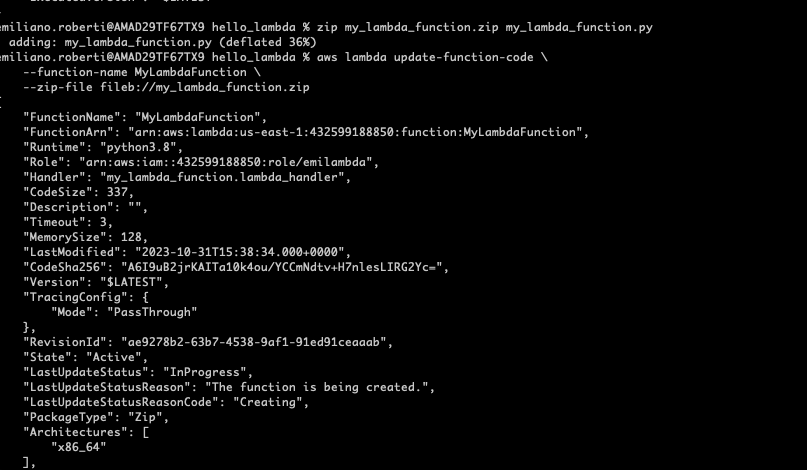 emiliano.roberti@AMAD29TF67TX9 hello_lambda % zip my_lambda_function.zip my_lambda_function.py
  adding: my_lambda_function.py (deflated 36%)
emiliano.roberti@AMAD29TF67TX9 hello_lambda % aws lambda update-function-code \
    --function-name MyLambdaFunction \
    --zip-file fileb://my_lambda_function.zip
{
    "FunctionName": "MyLambdaFunction",
    "FunctionArn": "arn:aws:lambda:us-east-1:432599188850:function:MyLambdaFunction",
    "Runtime": "python3.8",
    "Role": "arn:aws:iam::432599188850:role/emilambda",
    "Handler": "my_lambda_function.lambda_handler",
    "CodeSize": 337,
    "Description": "",
    "Timeout": 3,
    "MemorySize": 128,
    "LastModified": "2023-10-31T15:38:34.000+0000",
    "CodeSha256": "A6I9uB2jrKAITa10k4ou/YCCmNdtv+H7nlesLIRG2Yc=",
    "Version": "$LATEST",
    "TracingConfig": {
        "Mode": "PassThrough"
    },
    "RevisionId": "ae9278b2-63b7-4538-9af1-91ed91ceaaab",
    "State": "Active",
    "LastUpdateStatus": "InProgress",
    "LastUpdateStatusReason": "The function is being created.",
    "LastUpdateStatusReasonCode": "Creating",
    "PackageType": "Zip",
    "Architectures": [
        "x86_64"
    ],